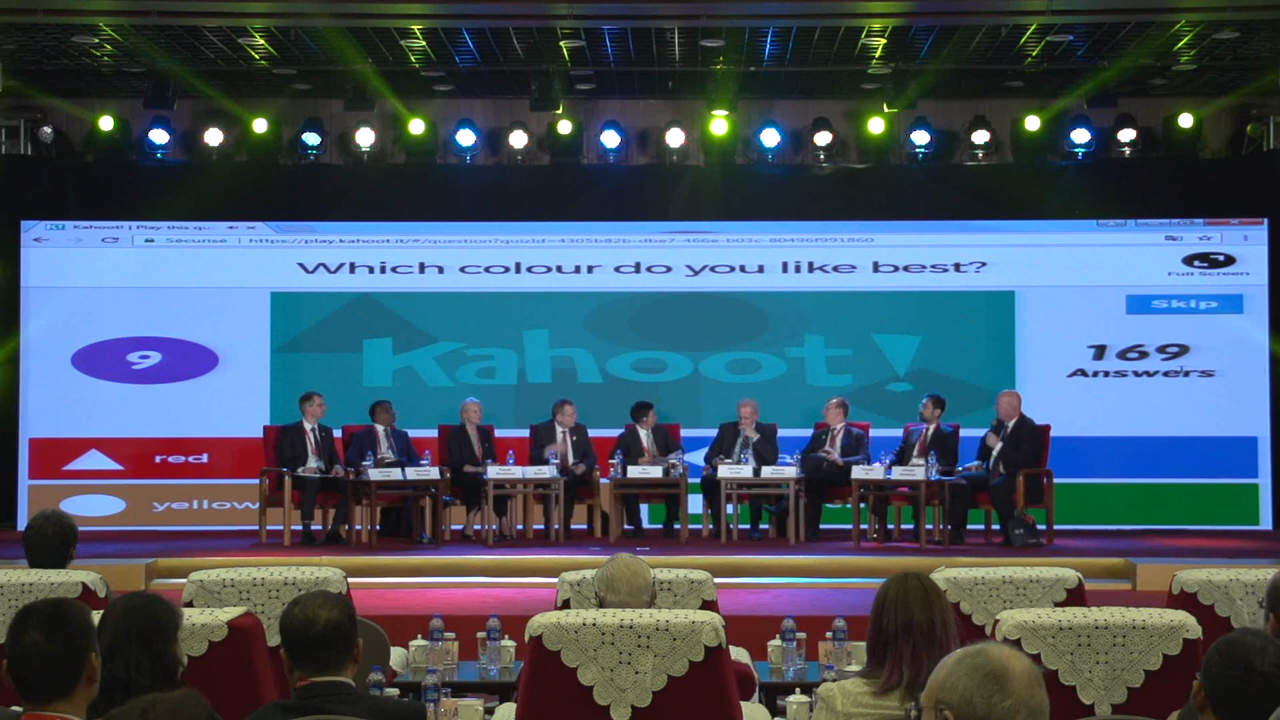 Kahoot! | Play this qu
Sécurisé | https://play.kahoot.it/#/question?quizId=4305b82b-dbe7-466e-b03c-80496f991860
Which colour do you like best?
Full Screen
Skip
9
Kahoot!
169
Answers
red
yellow